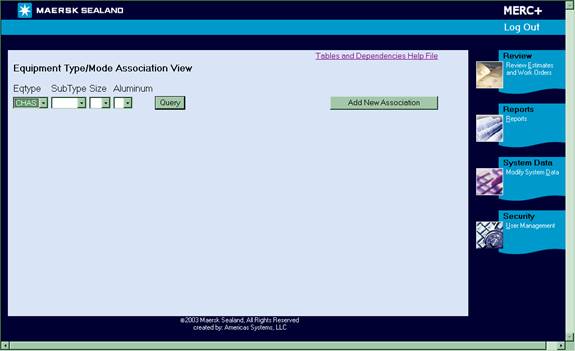 MAERSK SEALAND
MERC+
Log Out
Tables and Dependencies Help File
Equipment Type/Mode Association View
Eqtype SubType Size Aluminum
CHAS Query Add New Association
Review
Review Estimates
and Work Orders
Reports
Reports
System Data
Modify System Data
Security
User Management
©2003 Maersk Sealand, All Rights Reserved
created by: Americas Systems, LLC